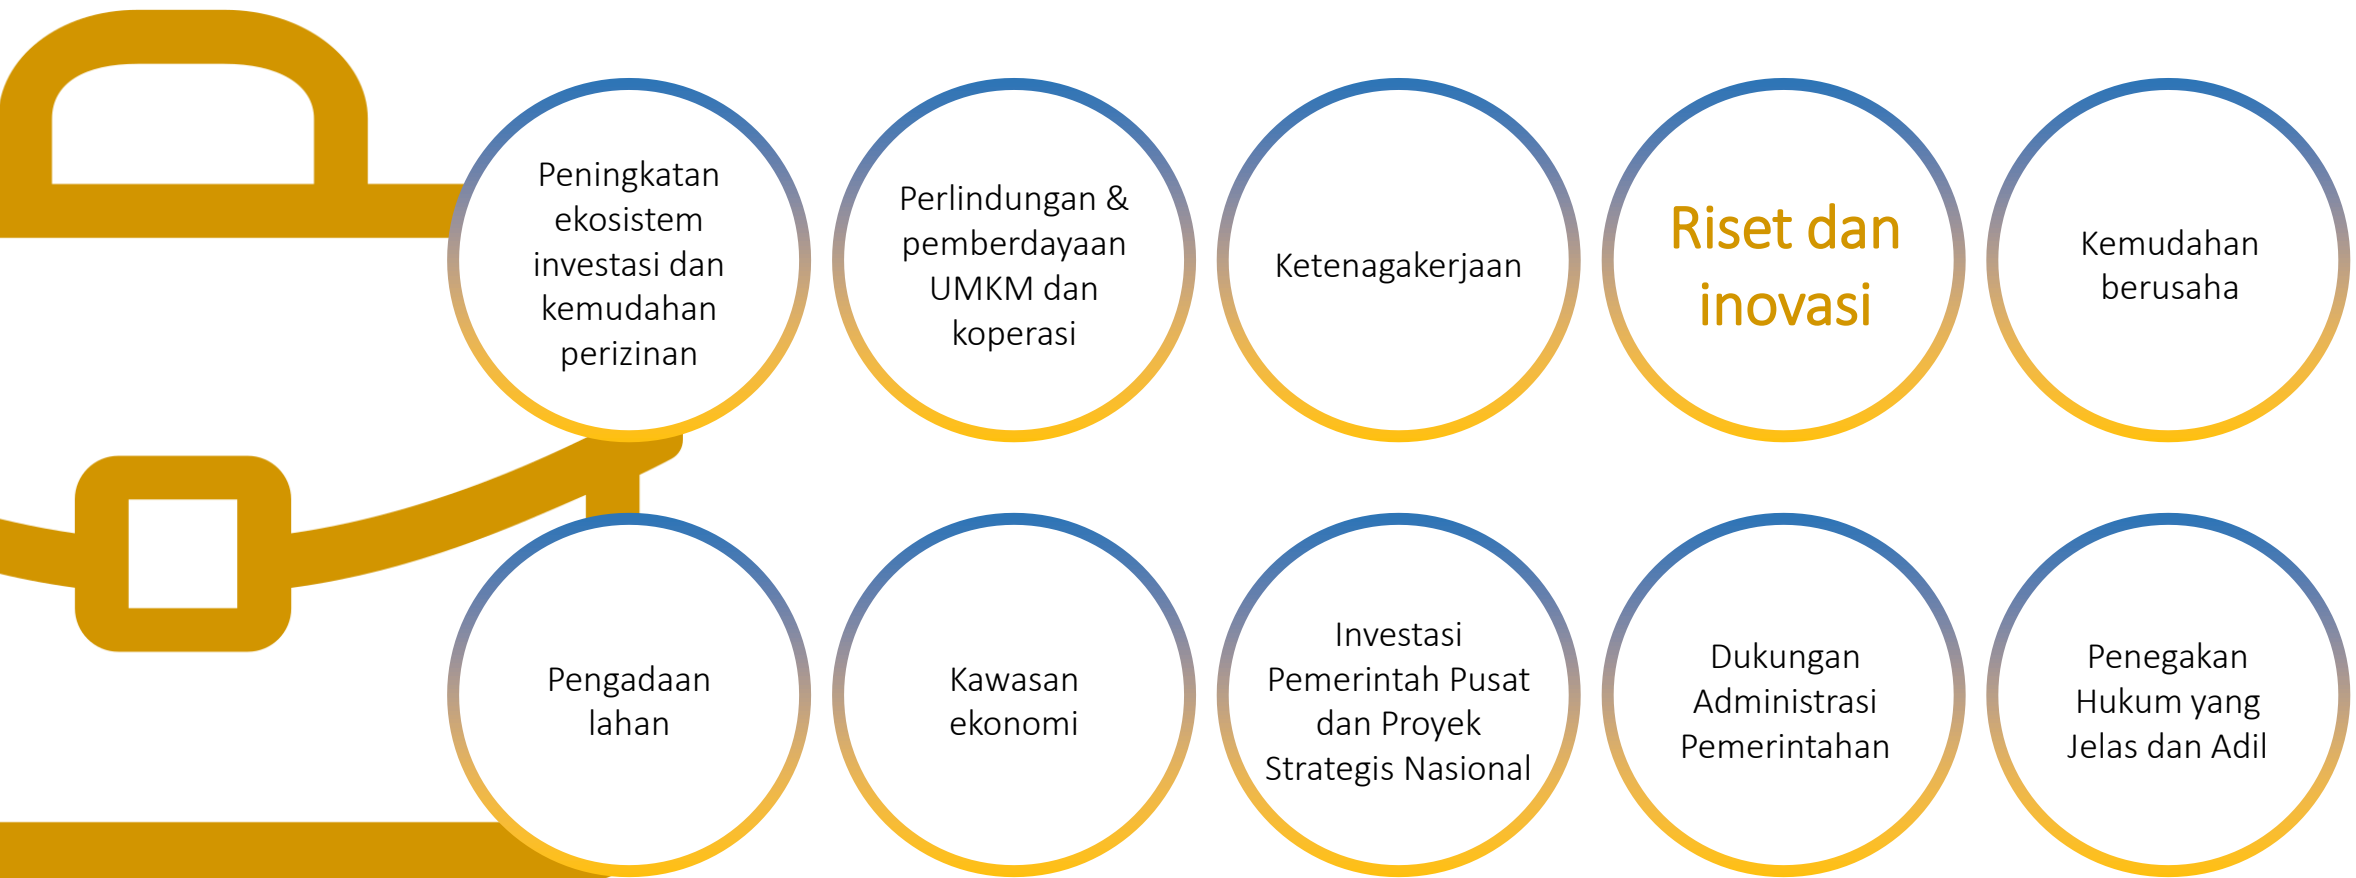 Peningkatan
ekosistem
investasi dan
kemudahan
perizinan
Perlindungan &
pemberdayaan
UMKM dan
koperasi
Ketenagakerjaan
Riset dan
inovasi
Kemudahan
berusaha
Pengadaan
lahan
Kawasan
ekonomi
Investasi
Pemerintah Pusat
dan Proyek
Strategis Nasional
Dukungan
Administrasi
Pemerintahan
Penegakan
Hukum yang
Jelas dan Adil